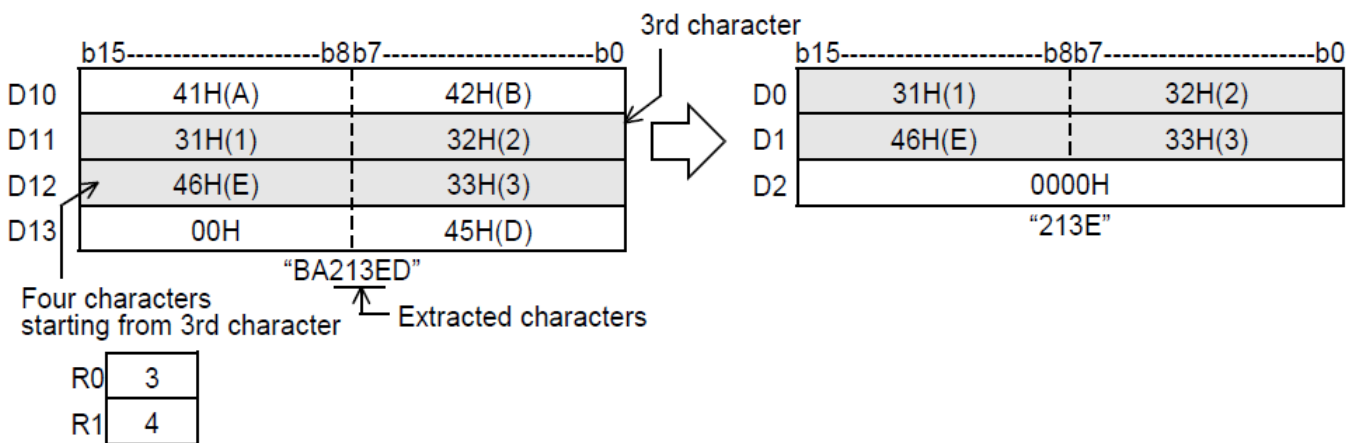 3rd character
b15--------------------b8b7----------------------b0
b15--------------------b8b7----------------------b0
D10 41H(A) 42H(B)
D0 31H(1) 32H(2)
D11 31H(1) 32H(2)
D1 46H(E) 33H(3)
D12 46H(E) 33H(3)
D2 0000H
D13 00H 45H(D)
“213E”
“BA213ED”
Four characters
starting from 3rd character
Extracted characters
R0 3
R1 4